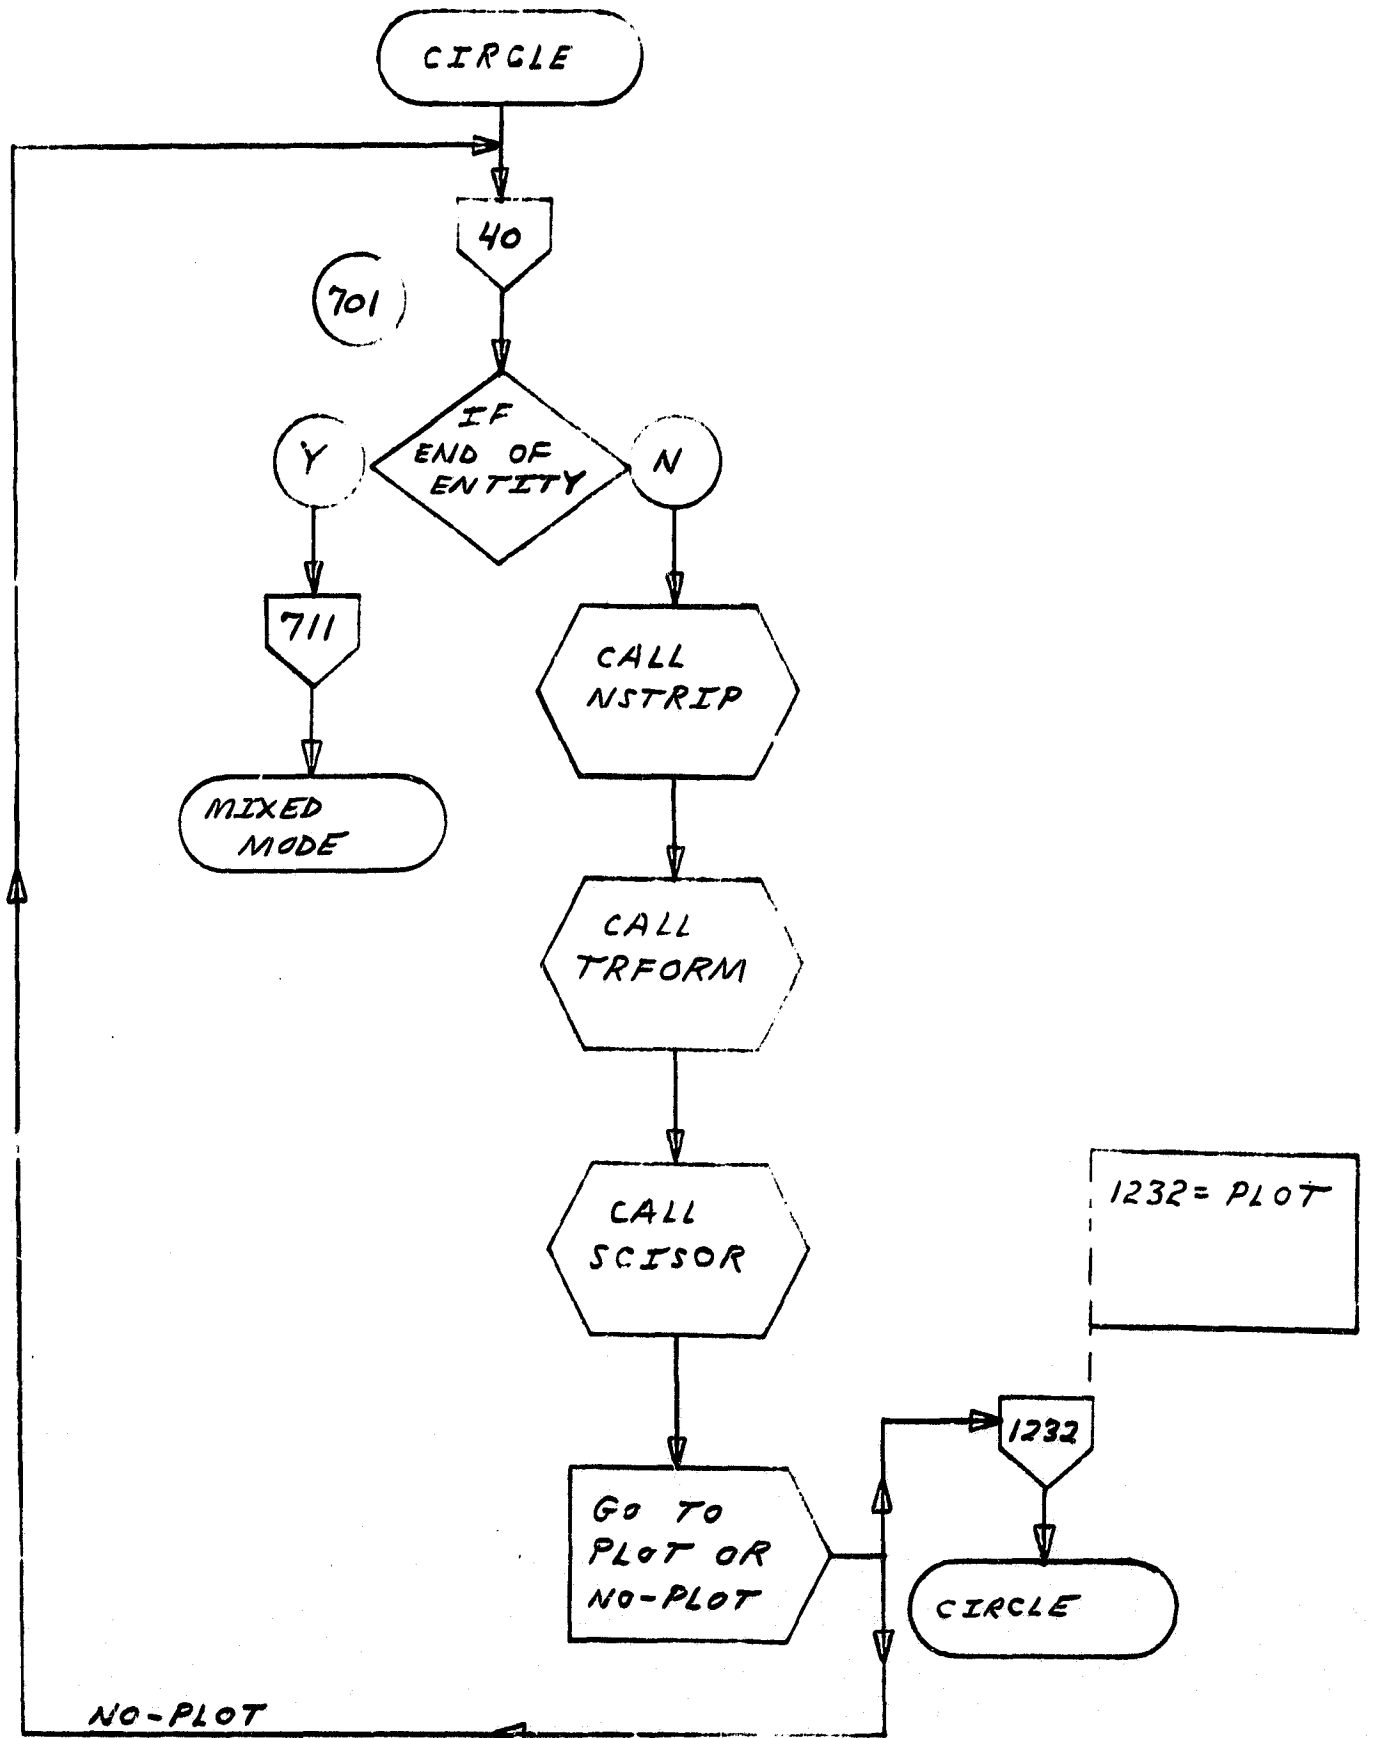 CIRCLE
40
701
IF
END OF
ENTITY
Y
N
711
CALL
NSTRIP
MIXED
MODE
CALL
TRFORM
CALL
SCISOR
1232= PLOT
1232
GO TO
PLOT OR
NO-PLOT
CIRCLE
NO-PLOT